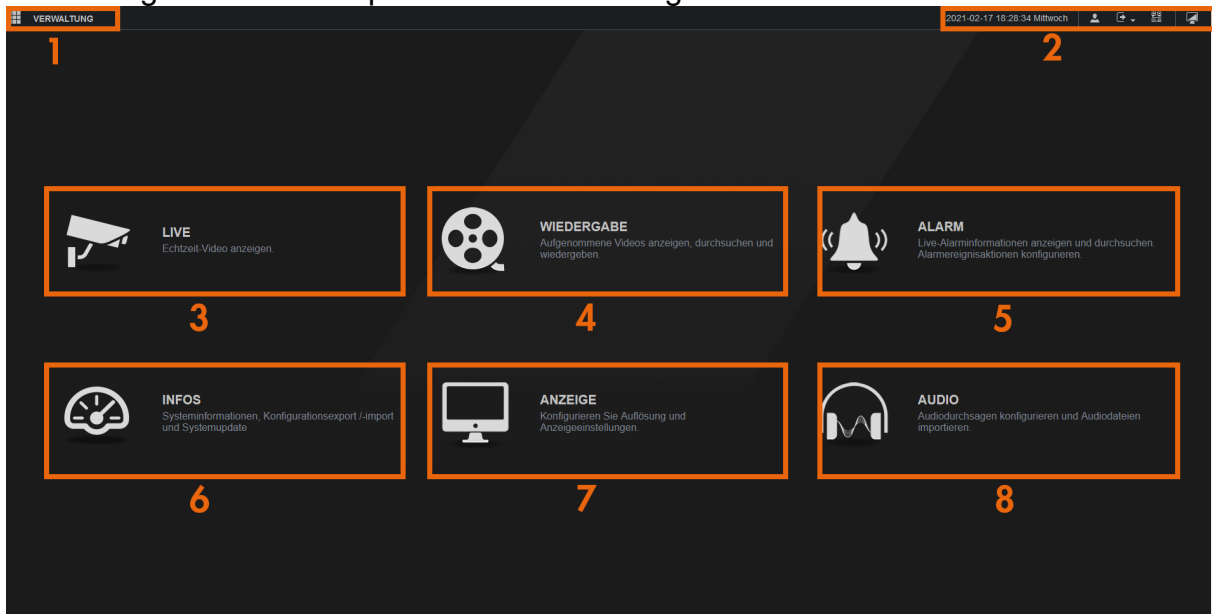 VERWALTUNG
2021-02-17 18:28:34 Mittwoch
1
2
LIVE
Echtzeit-Video anzeigen.
3
WIEDERGABE
Aufgenommene Videos anzeigen, durchsuchen und
wiedergeben.
4
ALARM
Live-Alarminformationen anzeigen und durchsuchen.
Alarmereignisaktionen konfigurieren.
5
INFOS
Systeminformationen, Konfigurationsexport /-import
und Systemupdate
6
ANZEIGE
Konfigurieren Sie Auflösung und
Anzeigeeinstellungen.
7
AUDIO
Audiodurchsagen konfigurieren und Audiodateien
importieren.
8